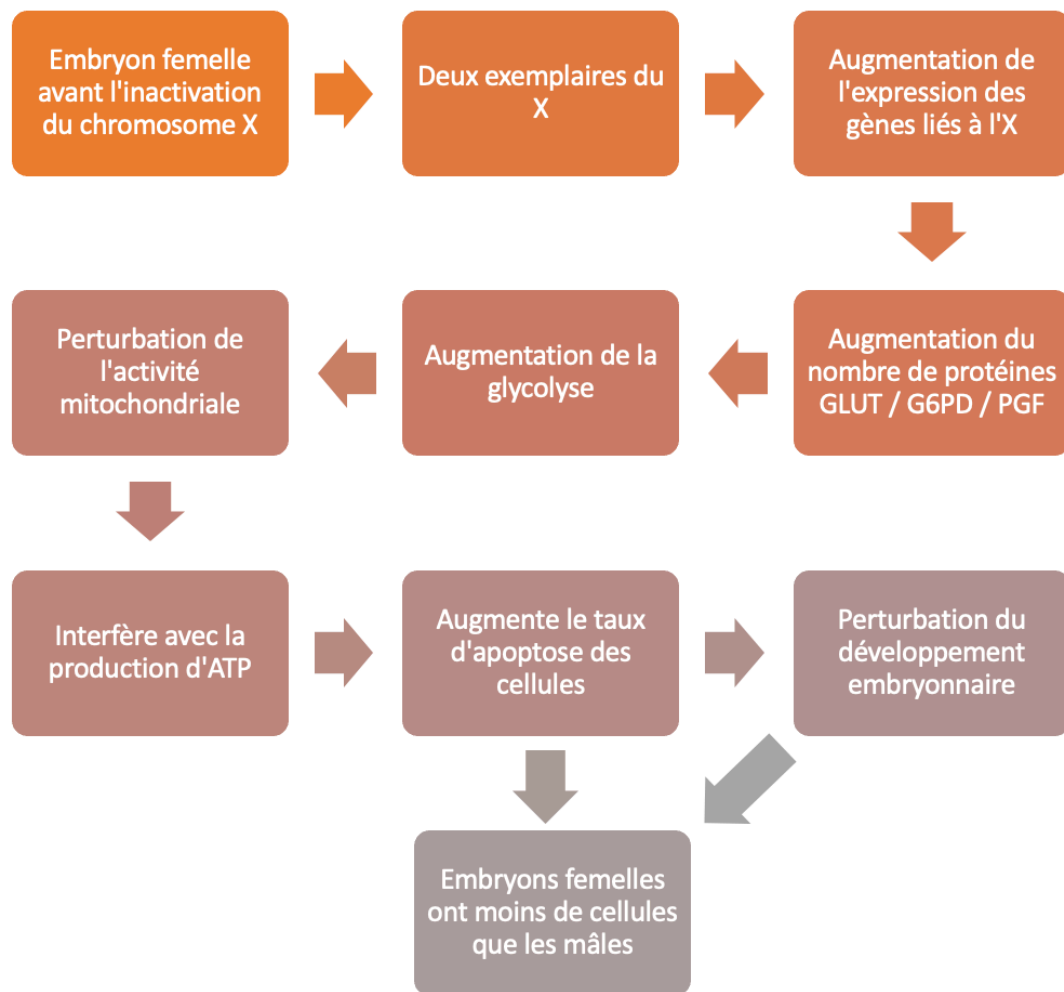 Embryon femelle
avant l'inactivation
du chromosome X
Deux exemplaires du
X
Augmentation de
l'expression des
gènes liés à l'X
Augmentation du
nombre de protéines
GLUT / G6PD / PGF
Augmentation de la
glycolyse
Perturbation de
l'activité
mitochondriale
Interfère avec la
production d'ATP
Augmente le taux
d'apoptose des
cellules
Perturbation du
développement
embryonnaire
Embryons femelles
ont moins de cellules
que les mâles